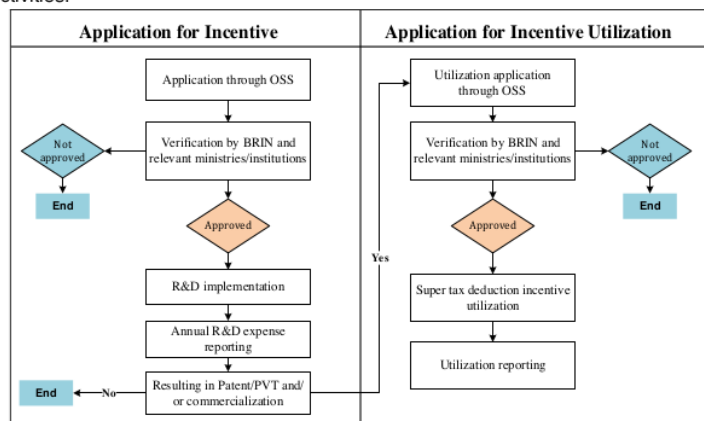 Application for Incentive
Application through OSS
Verification by BRIN and
relevant ministries/institutions
Not
approved
End
Approved
R&D implementation
Annual R&D expense
reporting
Resulting in Patent/PVT and/
or commercialization
No
End
Yes
Application for Incentive Utilization
Utilization application
through OSS
Verification by BRIN and
relevant ministries/institutions
Not
approved
End
Approved
Super tax deduction incentive
utilization
Utilization reporting